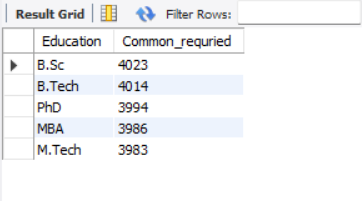 Result Grid Filter Rows:
Education Common_requried
B.Sc 4023
B.Tech 4014
PhD 3994
MBA 3986
M.Tech 3983